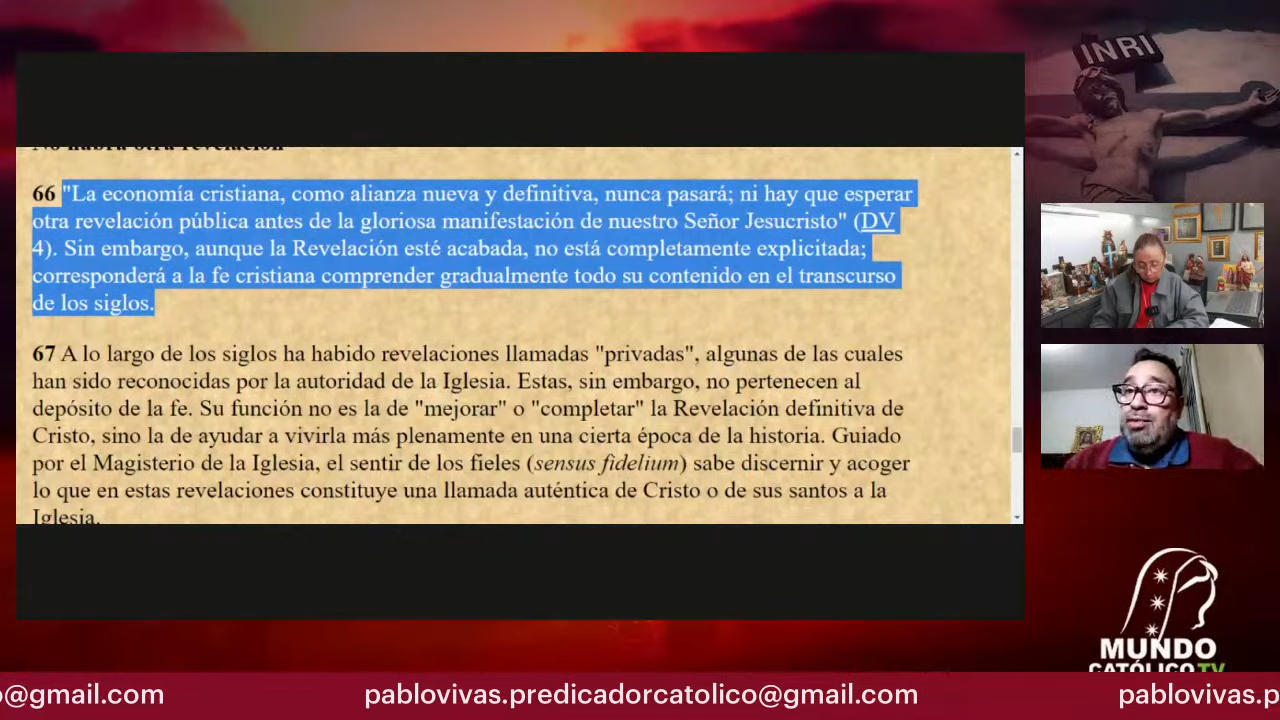 INRI
No habrá otra revelación
66 "La economía cristiana, como alianza nueva y definitiva, nunca pasará; ni hay que esperar
otra revelación pública antes de la gloriosa manifestación de nuestro Señor Jesucristo" (DV
4). Sin embargo, aunque la Revelación esté acabada, no está completamente explicitada;
corresponderá a la fe cristiana comprender gradualmente todo su contenido en el transcurso
de los siglos.
67 A lo largo de los siglos ha habido revelaciones llamadas "privadas", algunas de las cuales
han sido reconocidas por la autoridad de la Iglesia. Estas, sin embargo, no pertenecen al
depósito de la fe. Su función no es la de "mejorar" o "completar" la Revelación definitiva de
Cristo, sino la de ayudar a vivirla más plenamente en una cierta época de la historia. Guiado
por el Magisterio de la Iglesia, el sentir de los fieles (sensus fidelium) sabe discernir y acoger
lo que en estas revelaciones constituye una llamada auténtica de Cristo o de sus santos a la
Iglesia.
MUNDO
CATÓLICO TV
o@gmail.com pablovivas.predicadorcatolico@gmail.com pablovivas.p